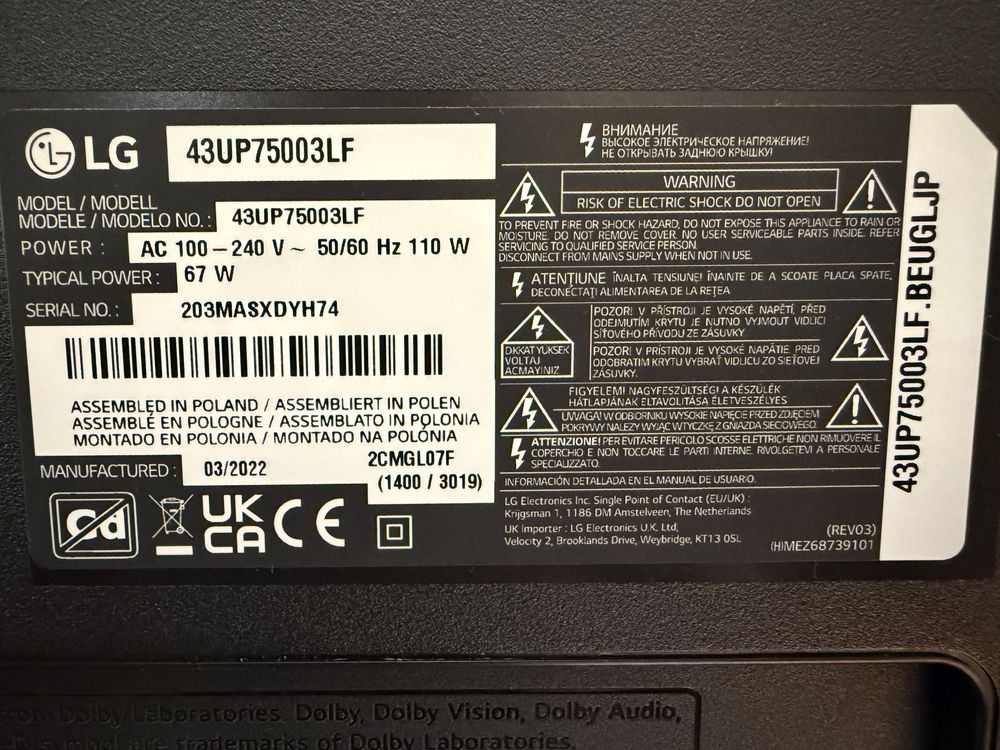 LG
43UP75003LF
MODEL / MODELL
MODELE / MODELO NO. :
43UP75003LF
POWER :
AC 100 – 240 V ~ 50/60 Hz 110 W
TYPICAL POWER :
67 W
SERIAL NO. :
203MASXDYH74
ASSEMBLED IN POLAND / ASSEMBLIERT IN POLEN
ASSEMBLÉ EN POLOGNE / ASSEMBLATO IN POLONIA
MONTADO EN POLONIA / MONTADO NA POLÓNIA
MANUFACTURED :
03/2022
2CMGL07F
(1400 / 3019)
Cd
UK
CA
CE
ВНИМАНИЕ
ВЫСОКОЕ ЭЛЕКТРИЧЕСКОЕ НАПРЯЖЕНИЕ!
НЕ ОТКРЫВАТЬ ЗАДНЮЮ КРЫШКУ!
WARNING
RISK OF ELECTRIC SHOCK DO NOT OPEN
TO PREVENT FIRE OR SHOCK HAZARD, DO NOT EXPOSE THIS APPLIANCE TO RAIN OR
MOISTURE. DO NOT REMOVE COVER. NO USER SERVICEABLE PARTS INSIDE. REFER
SERVICING TO QUALIFIED SERVICE PERSON.
DISCONNECT FROM MAINS SUPPLY WHEN NOT IN USE.
ATENŢIUNE ÎNALTA TENSIUNE! ÎNAINTE DE A SCOATE PLACA SPATE,
DECONECTAŢI ALIMENTAREA DE LA REŢEA
DKKAT YUKSEK
VOLTAJ
ACMAYINIZ
POZOR! V PŘÍSTROJI JE VYSOKÉ NAPĚTÍ, PŘED
ODEJMUTÍM KRYTU JE NUTNO VYJMOUT VIDLICI
SÍŤOVÉHO PŘÍVODU ZE ZÁSUVKY.
POZOR! V PRÍSTROJI JE VYSOKÉ NAPÄTIE. PRED
ODOBRATÍM KRYTU VYBRAŤ VIDLICU ZO SIEŤOVEJ
ZÁSUVKY.
FIGYELEM! NAGYFESZÜLTSÉG! A KÉSZÜLÉK
HÁTLAPJÁNAK ELTÁVOLÍTÁSA ÉLETVESZÉLYES
UWAGA! W ODBIORNIKU WYSOKIE NAPIĘCIE PRZED ZDJĘCIEM
POKRYWY NALEŻY WYJĄĆ WTYCZKĘ Z GNIAZDA SIECIOWEGO.
ATTENZIONE! PER EVITARE PERICOLO SCOSSE ELETTRICHE NON RIMUOVERE IL
COPERCHIO E NON TOCCARE LE PARTI INTERNE. RIVOLGETEVI A PERSONALE
SPECIALIZZATO.
INFORMACIÓN DETALLADA EN EL MANUAL DE USUARIO.
LG Electronics Inc. Single Point of Contact (EU/UK) :
Krijgsman 1, 1186 DM Amstelveen, The Netherlands
UK Importer : LG Electronics U.K. Ltd,
Velocity 2, Brooklands Drive, Weybridge, KT13 0SL
(REV03)
(H)MEZ68739101
43UP75003LF.BEUGLJP
from Dolby Laboratories. Dolby, Dolby Vision, Dolby Audio,
symbol are trademarks of Dolby Laboratories.